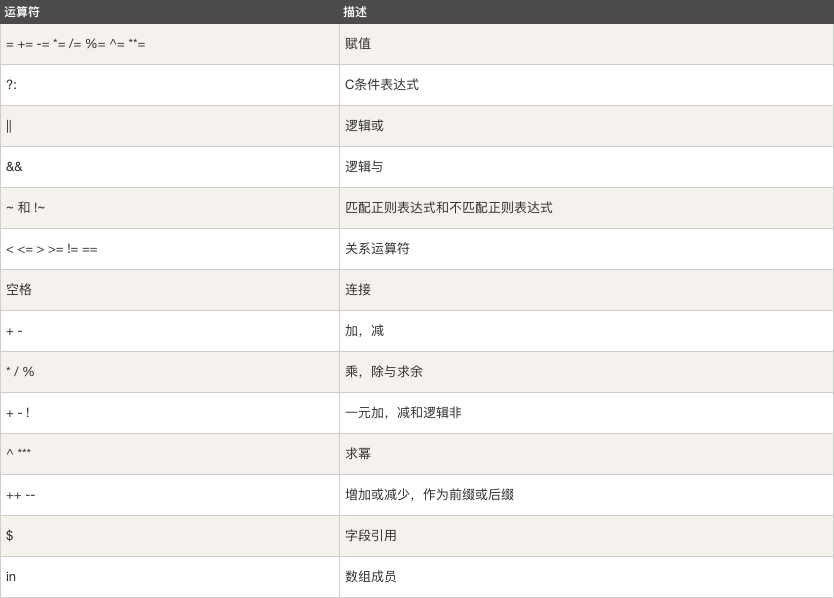 运算符 描述
= += -= *= /= %= ^= **= 赋值
?: C条件表达式
|| 逻辑或
&& 逻辑与
~ 和 !~ 匹配正则表达式和不匹配正则表达式
< <= > >= != == 关系运算符
空格 连接
+ - 加，减
* / % 乘，除与求余
+ - ! 一元加，减和逻辑非
^ *** 求幂
++ -- 增加或减少，作为前缀或后缀
$ 字段引用
in 数组成员